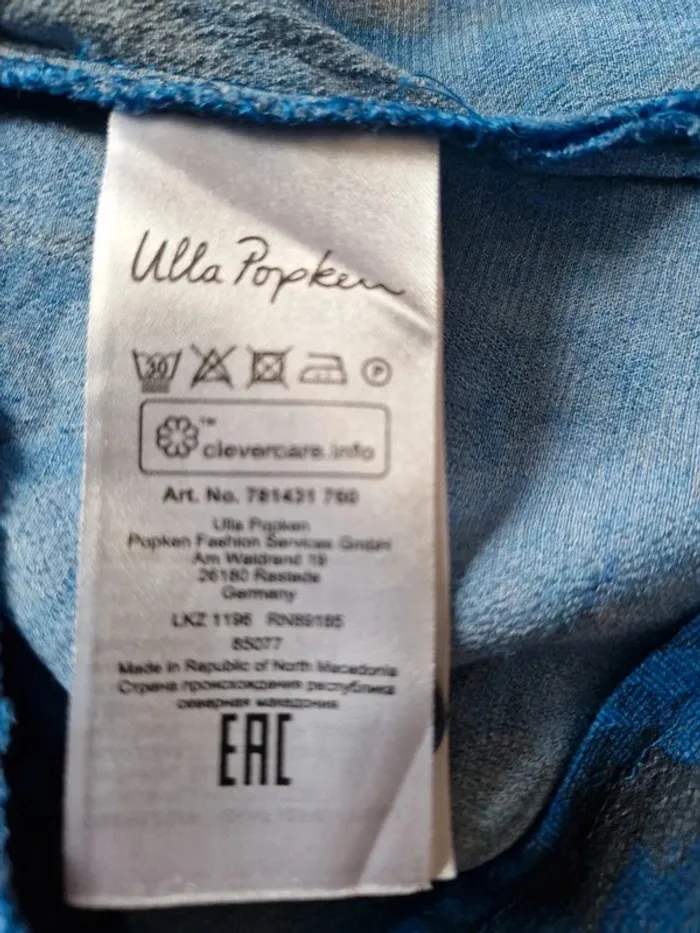 Ulla Popken
30 P
™
clevercare.info
Art. No. 781431 760
Ulla Popken
Popken Fashion Services GmbH
Am Waldrand 19
26180 Rastede
Germany
LKZ 1196 RN89185
85077
Made in Republic of North Macedonia
Страна происхождения республика
северная македония
EAC